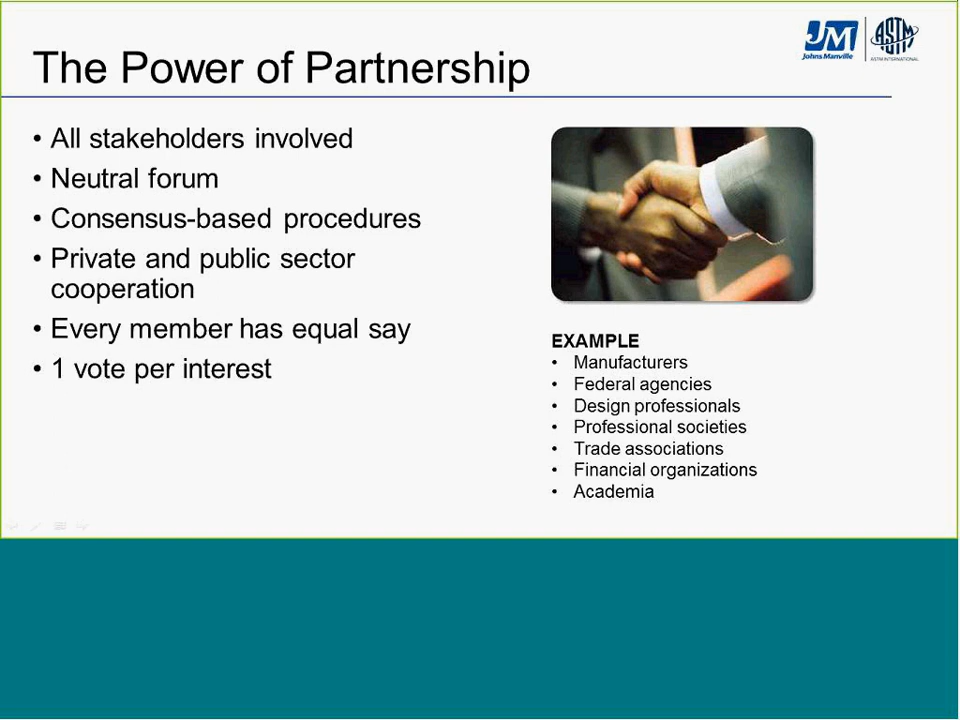 The Power of Partnership
JM
Johns Manville
ASTM
ASTM INTERNATIONAL
• All stakeholders involved
• Neutral forum
• Consensus-based procedures
• Private and public sector
cooperation
• Every member has equal say
• 1 vote per interest
EXAMPLE
• Manufacturers
• Federal agencies
• Design professionals
• Professional societies
• Trade associations
• Financial organizations
• Academia